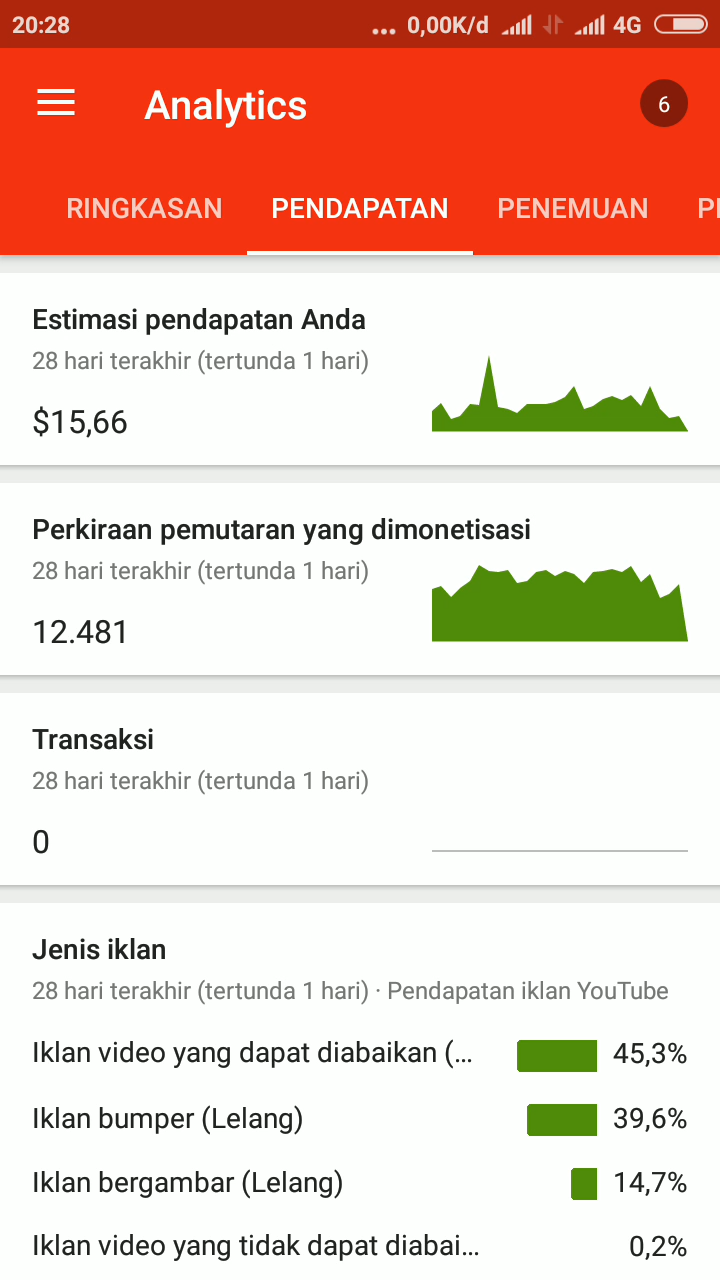 20:28 ... 0,00K/d 4G
Analytics 6
RINGKASAN PENDAPATAN PENEMUAN
Estimasi pendapatan Anda
28 hari terakhir (tertunda 1 hari)
$15,66
Perkiraan pemutaran yang dimonetisasi
28 hari terakhir (tertunda 1 hari)
12.481
Transaksi
28 hari terakhir (tertunda 1 hari)
0
Jenis iklan
28 hari terakhir (tertunda 1 hari) · Pendapatan iklan YouTube
Iklan video yang dapat diabaikan (... 45,3%
Iklan bumper (Lelang) 39,6%
Iklan bergambar (Lelang) 14,7%
Iklan video yang tidak dapat diabai... 0,2%